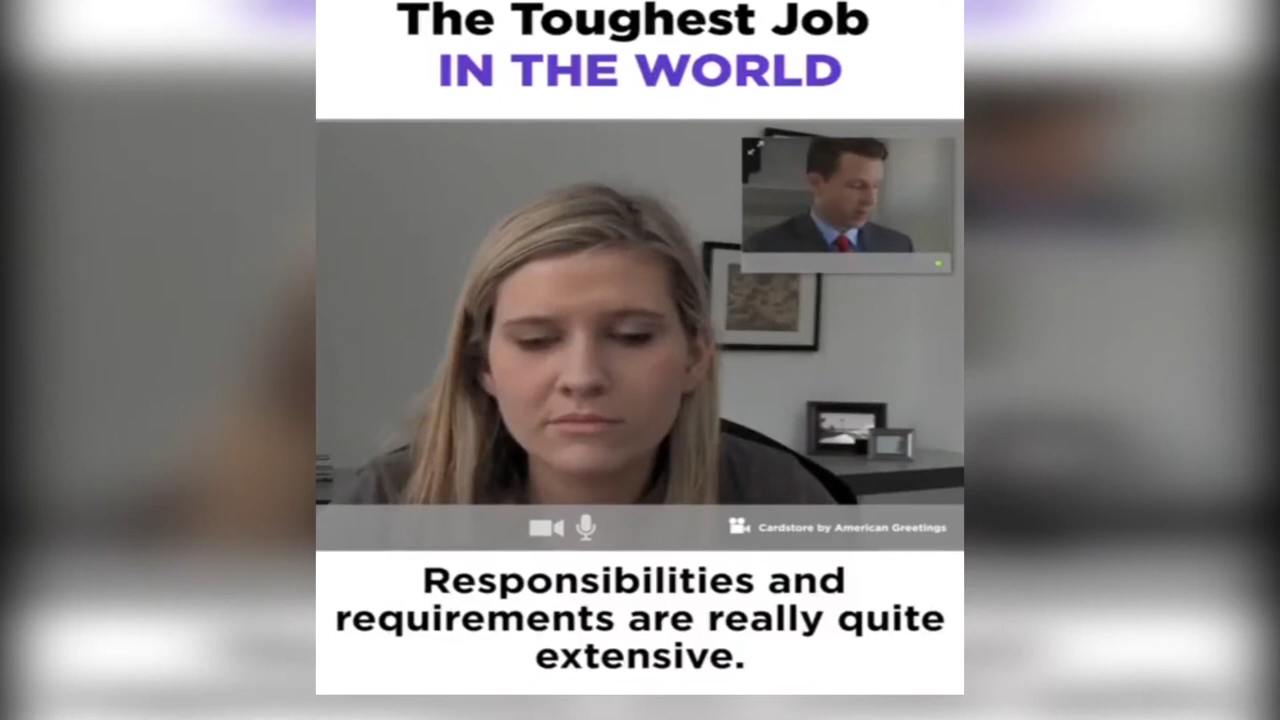 The Toughest Job
IN THE WORLD
Cardstore by American Greetings
Responsibilities and
requirements are really quite
extensive.